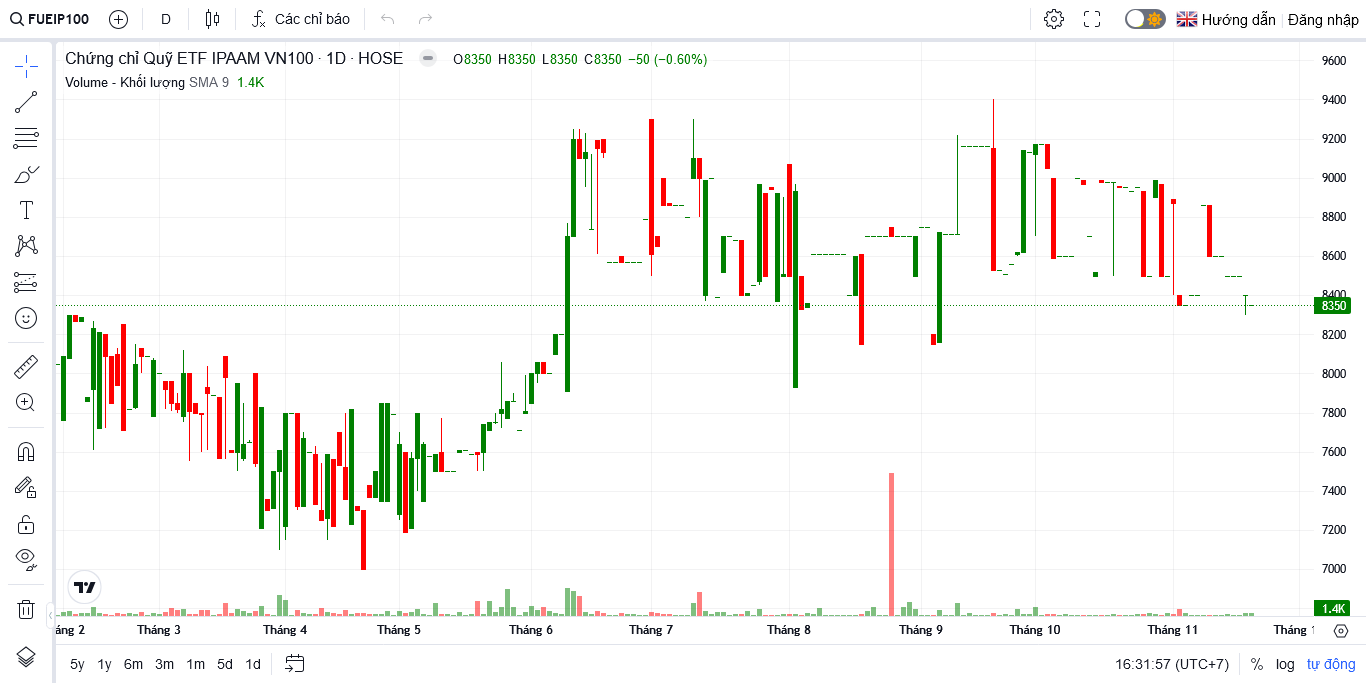 FUEIP100 D Các chỉ báo Hướng dẫn Đăng nhập
Chứng chỉ Quỹ ETF IPAAM VN100 · 1D · HOSE O8350 H8350 L8350 C8350 −50 (−0.60%)
Volume - Khối lượng SMA 9 1.4K
9600
9400
9200
9000
8800
8600
8400
8350
8200
8000
7800
7600
7400
7200
7000
1.4K
áng 2 Tháng 3 Tháng 4 Tháng 5 Tháng 6 Tháng 7 Tháng 8 Tháng 9 Tháng 10 Tháng 11 Tháng 1
5y 1y 6m 3m 1m 5d 1d 16:31:57 (UTC+7) % log tự động